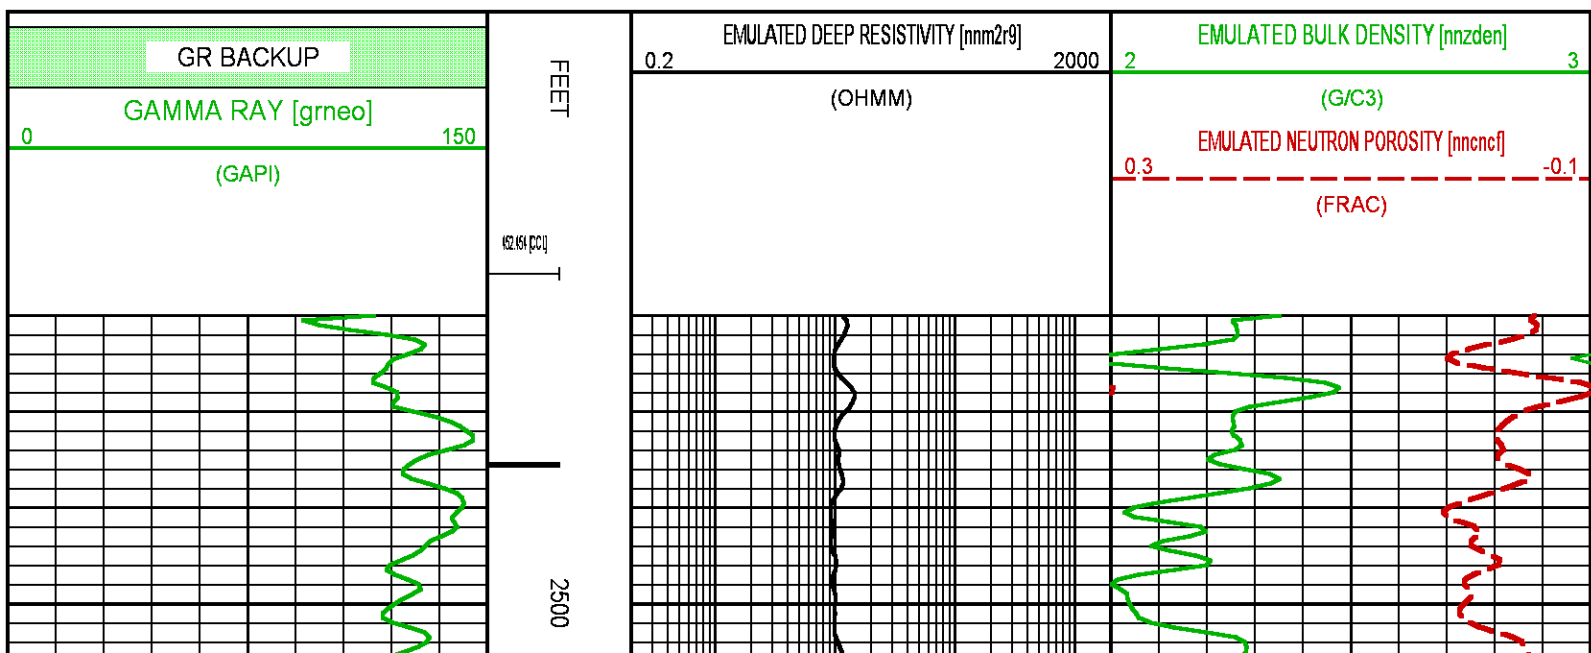 GR BACKUP
GAMMA RAY [grneo]
0 150
(GAPI)
FEET
2500
EMULATED DEEP RESISTIVITY [nnm2r9]
0.2 2000
(OHMM)
EMULATED BULK DENSITY [nnzden]
2 3
(G/C3)
EMULATED NEUTRON POROSITY [nncncf]
0.3 -0.1
(FRAC)